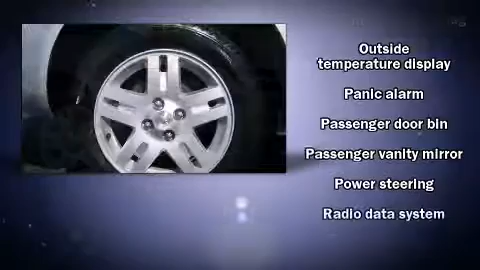 Outside
temperature display
Panic alarm
Passenger door bin
Passenger vanity mirror
Power steering
Radio data system